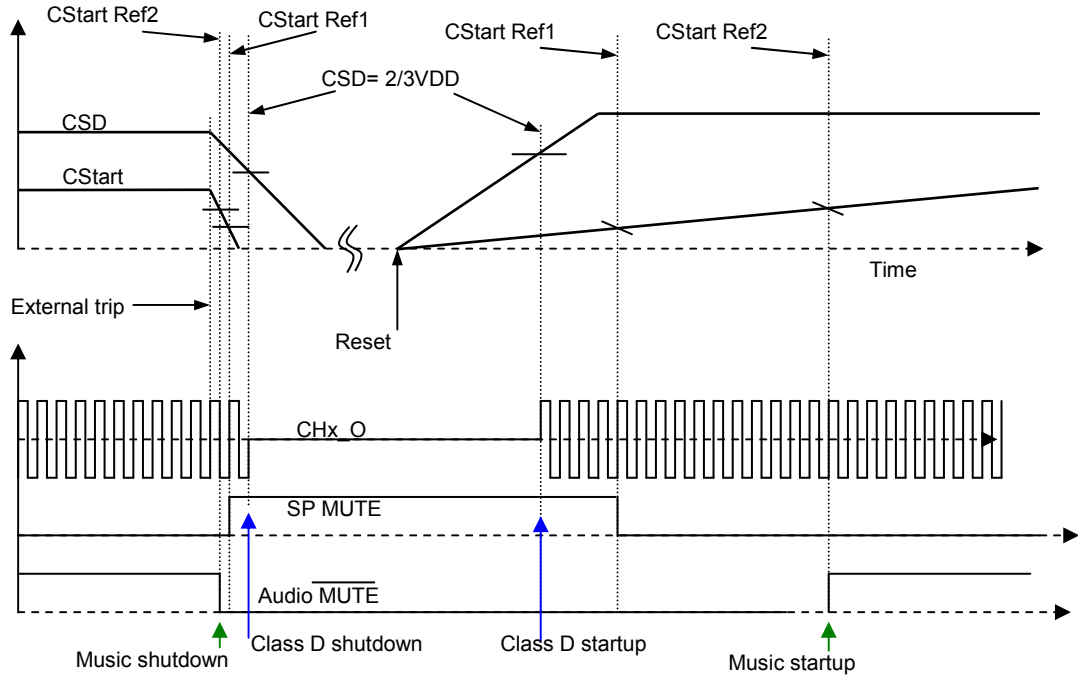 CStart Ref2
CStart Ref1
CStart Ref1
CStart Ref2
CSD= 2/3VDD
CSD
CStart
Time
External trip
Reset
CHx_O
SP MUTE
Audio MUTE
Class D shutdown
Class D startup
Music shutdown
Music startup